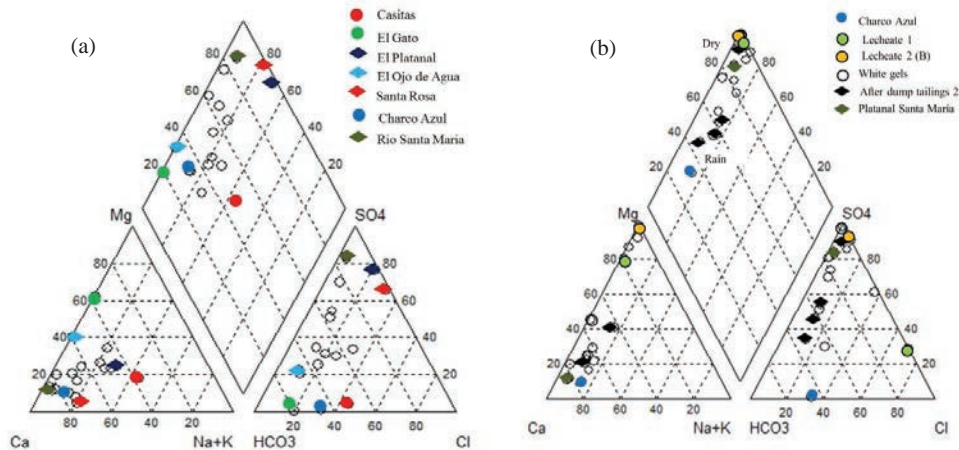 (a)
Casitas
El Gato
El Platanal
El Ojo de Agua
Santa Rosa
Charco Azul
Rio Santa Maria
80 80
60 60
40 40
20 20
Mg SO4
80 80
60 60
40 40
20 20
Ca 80 60 40 20 Na+K HCO3 20 40 60 80 Cl
(b)
Charco Azul
Lecheate 1
Lecheate 2 (B)
White gels
After dump tailings 2
Platanal Santa María
Dry
80 80
60 60
40 40
Rain
20 20
Mg SO4
80 80
60 60
40 40
20 20
Ca 80 60 40 20 Na+K HCO3 20 40 60 80 Cl